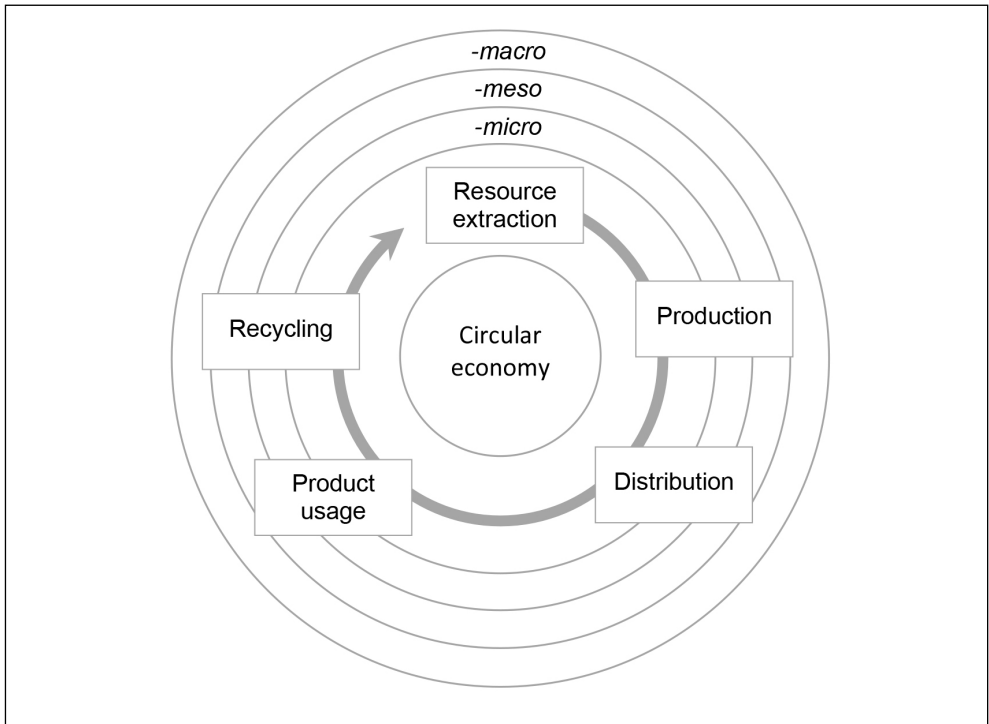 -macro
-meso
-micro
Resource
extraction
Production
Recycling
Circular
economy
Distribution
Product
usage